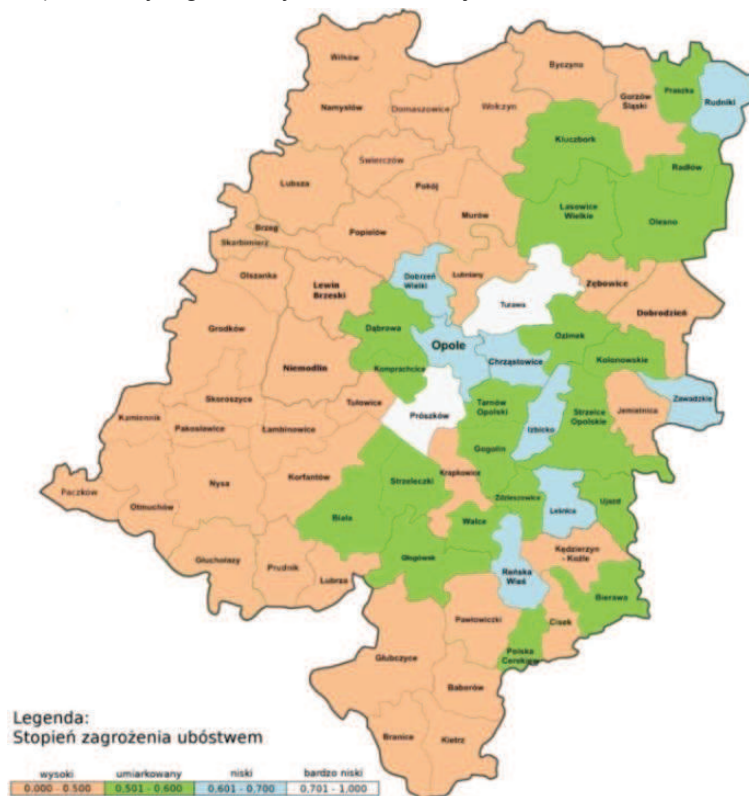 Wilków
Byczyna
Namysłów
Domaszowice
Wołczyn
Gorzów
Śląski
Praszka
Rudniki
Kluczbork
Radłów
Świerczów
Lubsza
Pokój
Lasowice
Wielkie
Olesno
Murów
Brzeg
Skarbimierz
Popielów
Olszanka
Lewin
Brzeski
Dobrzeń
Wielki
Łubniany
Turawa
Zębowice
Dobrodzień
Grodków
Dąbrowa
Opole
Chrząstowice
Ozimek
Kolonowskie
Niemodlin
Komprachcice
Skoroszyce
Tułowice
Prószków
Tarnów
Opolski
Izbicko
Strzelce
Opolskie
Jemielnica
Zawadzkie
Kamiennik
Pakosławice
Łambinowice
Gogolin
Krapkowice
Paczków
Otmuchów
Nysa
Korfantów
Strzeleczki
Zdzieszowice
Leśnica
Ujazd
Biała
Walce
Głuchołazy
Prudnik
Lubrza
Głogówek
Reńska
Wieś
Kędzierzyn
- Koźle
Bierawa
Pawłowiczki
Cisek
Polska
Cerekiew
Głubczyce
Baborów
Branice
Kietrz
Legenda:
Stopień zagrożenia ubóstwem
wysoki umiarkowany niski bardzo niski
0.000 - 0.500 0,501 - 0,600 0,601 - 0,700 0,701 - 1,000